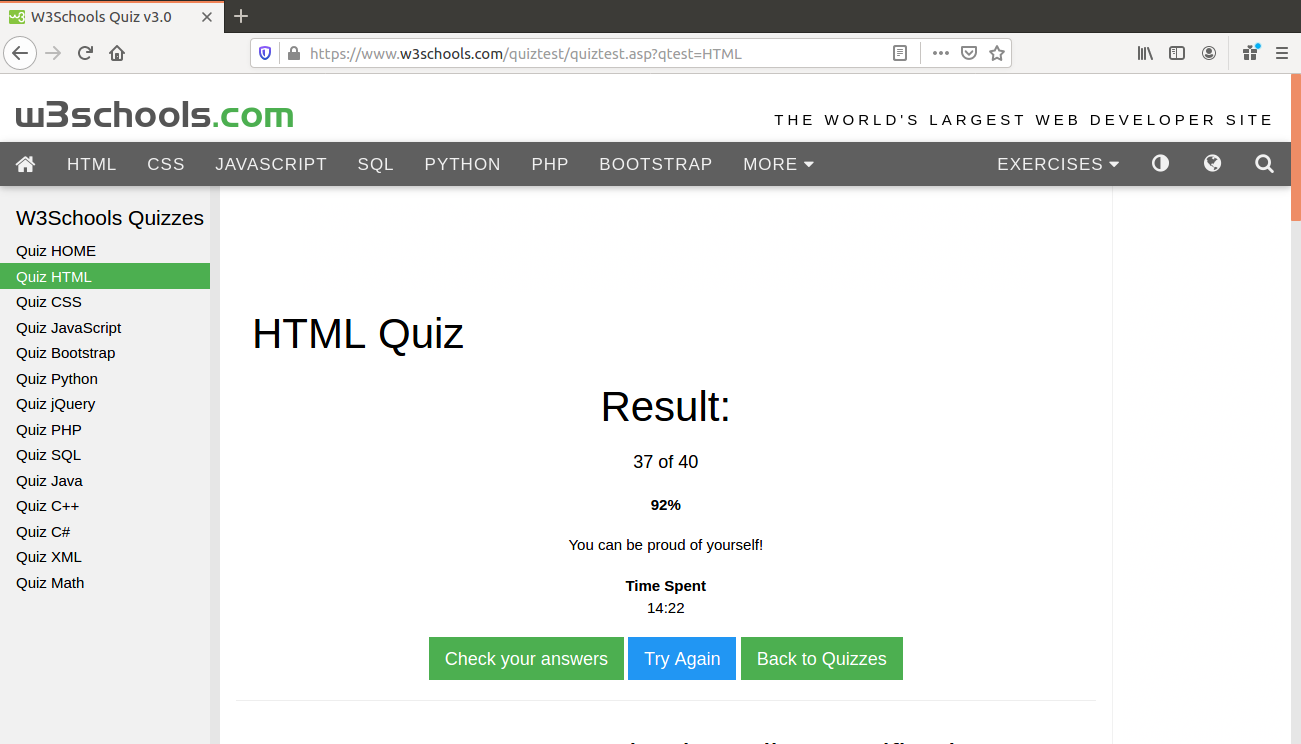 W3Schools Quiz v3.0
https://www.w3schools.com/quiztest/quiztest.asp?qtest=HTML
w3schools.com
THE WORLD'S LARGEST WEB DEVELOPER SITE
HTML CSS JAVASCRIPT SQL PYTHON PHP BOOTSTRAP MORE EXERCISES
W3Schools Quizzes
Quiz HOME
Quiz HTML
Quiz CSS
Quiz JavaScript
Quiz Bootstrap
Quiz Python
Quiz jQuery
Quiz PHP
Quiz SQL
Quiz Java
Quiz C++
Quiz C#
Quiz XML
Quiz Math
HTML Quiz
Result:
37 of 40
92%
You can be proud of yourself!
Time Spent
14:22
Check your answers Try Again Back to Quizzes